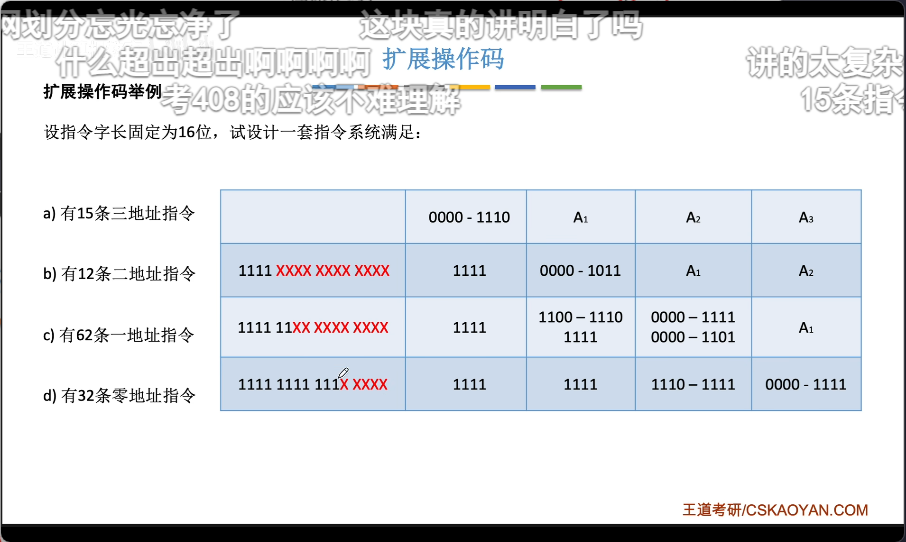 网划分忘光忘净了
这块真的讲明白了吗
什么超出超出啊啊啊啊
扩展操作码
讲的太复杂
扩展操作码举例
考408的应该不难理解
15条指令
设指令字长固定为16位，试设计一套指令系统满足：
a) 有15条三地址指令
0000 - 1110
A1
A2
A3
b) 有12条二地址指令
1111 XXXX XXXX XXXX
1111
0000 - 1011
A1
A2
c) 有62条一地址指令
1111 11XX XXXX XXXX
1111
1100 – 1110
1111
0000 – 1111
0000 – 1101
A1
d) 有32条零地址指令
1111 1111 111X XXXX
1111
1111
1110 – 1111
0000 - 1111
王道考研/CSKAOYAN.COM